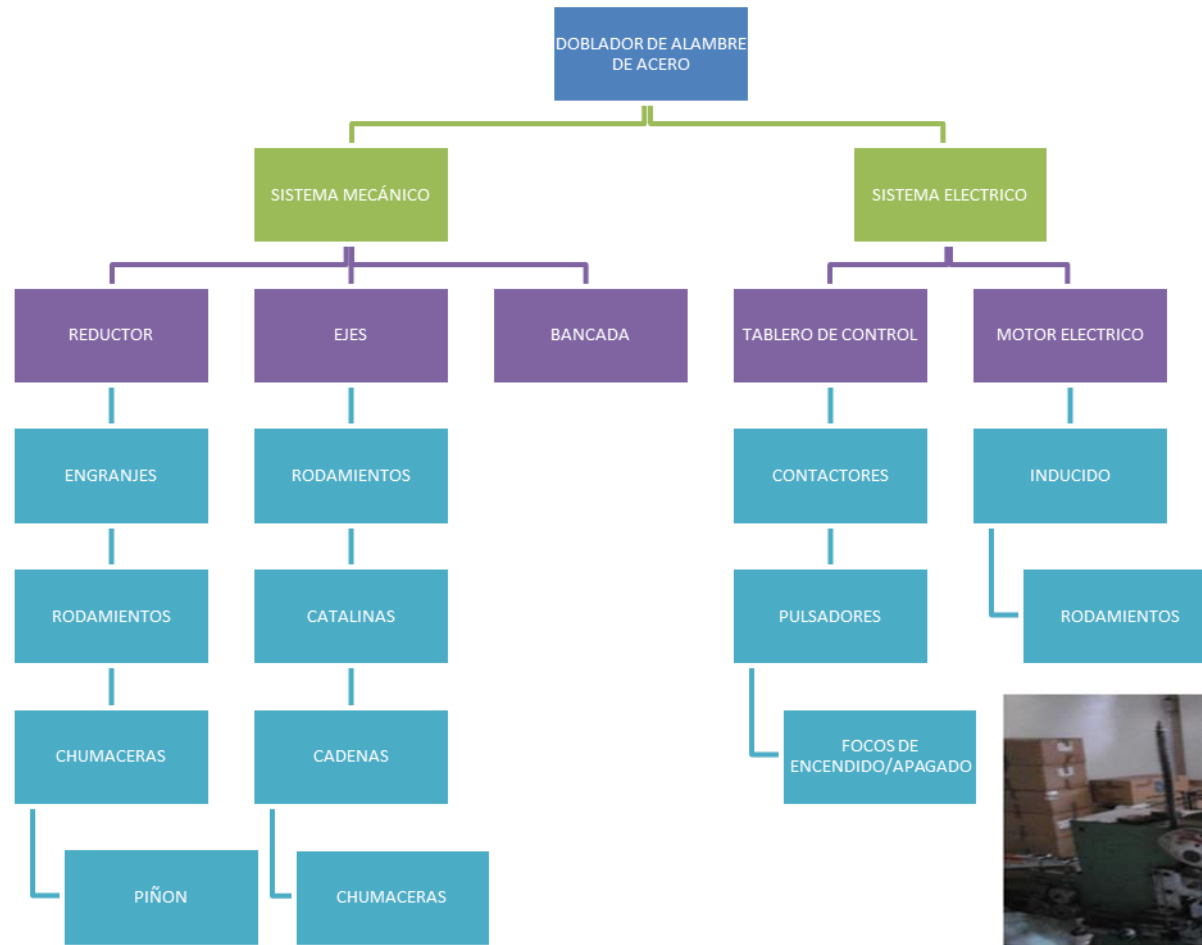 DOBLADOR DE ALAMBRE
DE ACERO
SISTEMA MECÁNICO
SISTEMA ELECTRICO
REDUCTOR
EJES
BANCADA
TABLERO DE CONTROL
MOTOR ELECTRICO
ENGRANJES
RODAMIENTOS
CONTACTORES
INDUCIDO
RODAMIENTOS
CATALINAS
PULSADORES
RODAMIENTOS
CHUMACERAS
CADENAS
FOCOS DE
ENCENDIDO/APAGADO
PIÑON
CHUMACERAS